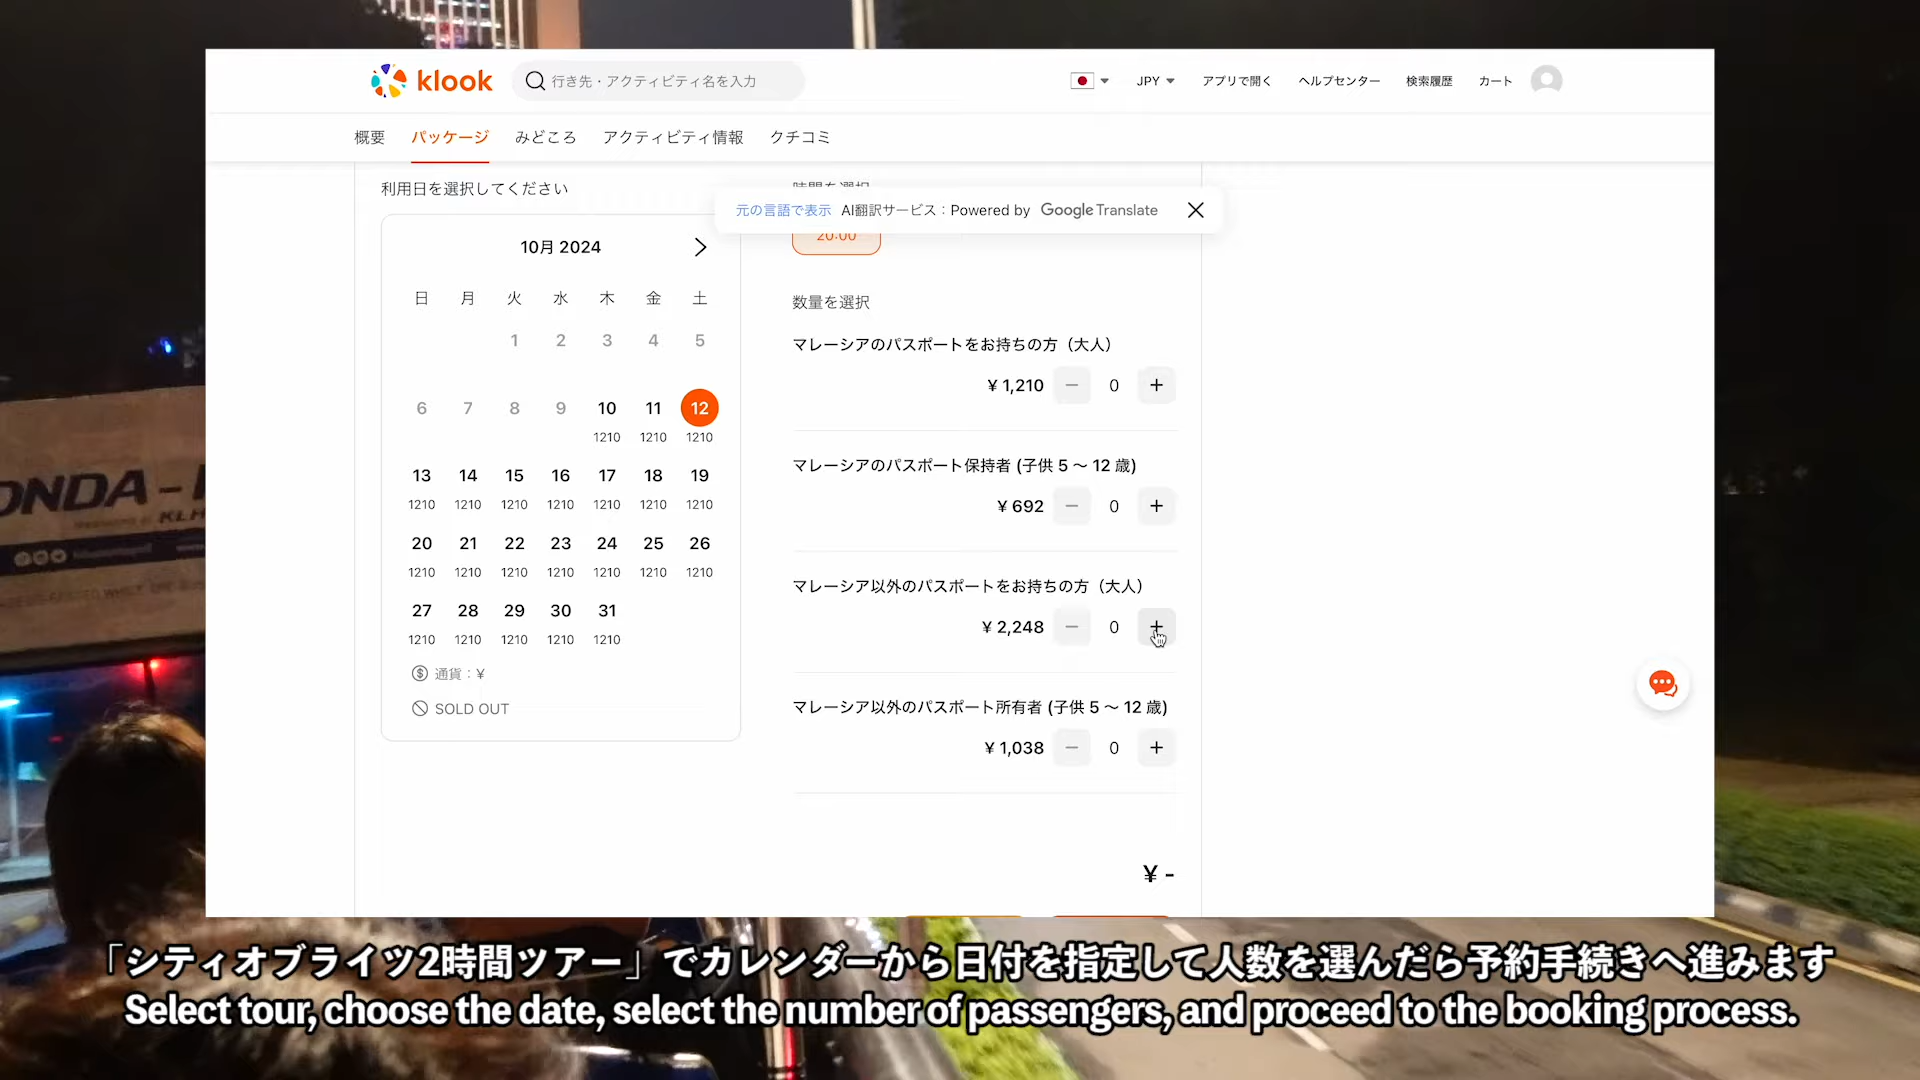 klook
行き先・アクティビティ名を入力
JPY
アプリで開く
ヘルプセンター
検索履歴
カート
概要
パッケージ
みどころ
アクティビティ情報
クチコミ
利用日を選択してください
時間を選択
元の言語で表示 AI翻訳サービス：Powered by Google Translate
20:00
10月 2024
日 月 火 水 木 金 土
1 2 3 4 5
6 7 8 9 10 11 12
1210 1210 1210
13 14 15 16 17 18 19
1210 1210 1210 1210 1210 1210 1210
20 21 22 23 24 25 26
1210 1210 1210 1210 1210 1210 1210
27 28 29 30 31
1210 1210 1210 1210 1210
通貨：¥
SOLD OUT
数量を選択
マレーシアのパスポートをお持ちの方（大人）
¥ 1,210 − 0 +
マレーシアのパスポート保持者 (子供 5 〜 12 歳)
¥ 692 − 0 +
マレーシア以外のパスポートをお持ちの方（大人）
¥ 2,248 − 0 +
マレーシア以外のパスポート所有者 (子供 5 〜 12 歳)
¥ 1,038 − 0 +
¥ -
ONDA -
KLH
「シティオブライツ2時間ツアー」でカレンダーから日付を指定して人数を選んだら予約手続きへ進みます
Select tour, choose the date, select the number of passengers, and proceed to the booking process.